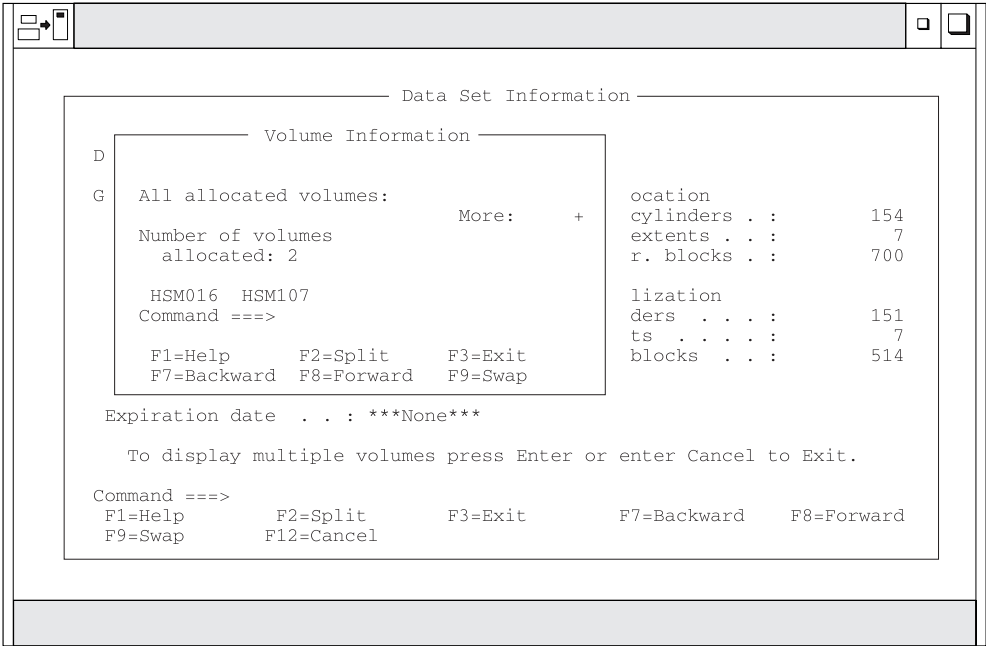 Data Set Information
Volume Information
D
G All allocated volumes: ocation
More: + cylinders . : 154
Number of volumes extents . . : 7
allocated: 2 r. blocks . : 700
HSM016 HSM107 lization
Command ===> ders . . . : 151
ts . . . . : 7
F1=Help F2=Split F3=Exit blocks . . : 514
F7=Backward F8=Forward F9=Swap
Expiration date . . : ***None***
To display multiple volumes press Enter or enter Cancel to Exit.
Command ===>
F1=Help F2=Split F3=Exit F7=Backward F8=Forward
F9=Swap F12=Cancel